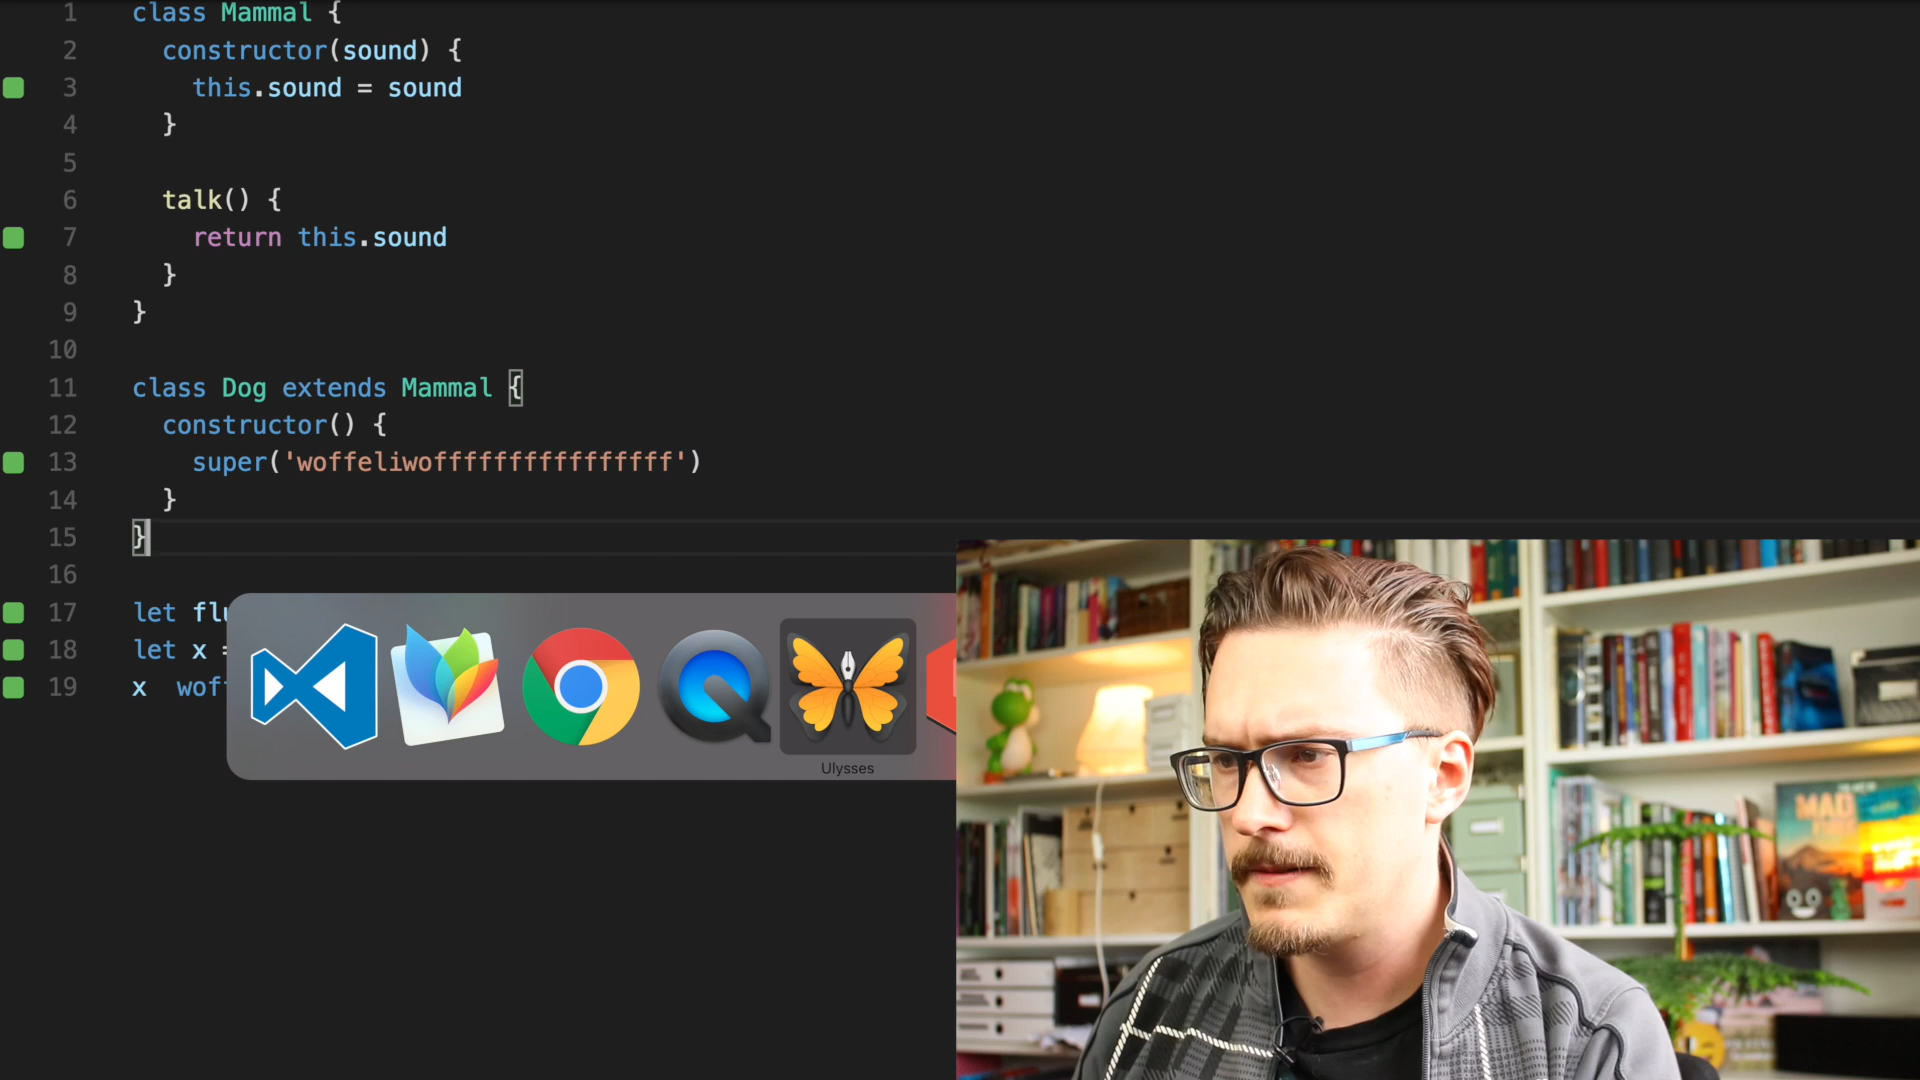 1 class Mammal {
2 constructor(sound) {
3 this.sound = sound
4 }
5
6 talk() {
7 return this.sound
8 }
9 }
10
11 class Dog extends Mammal {
12 constructor() {
13 super('woffeliwoffffffffffffffff')
14 }
15 }
16
17 let
18 let x =
19 x
Ulysses
MAD